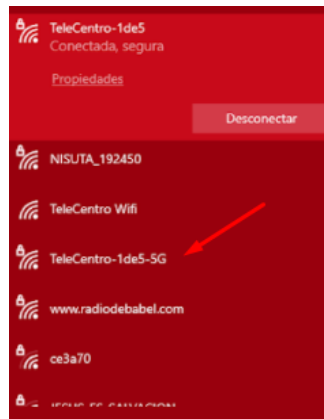 TeleCentro-1de5
Conectada, segura
Propiedades
Desconectar
NISUTA_192450
TeleCentro Wifi
TeleCentro-1de5-5G
www.radiodebabel.com
ce3a70